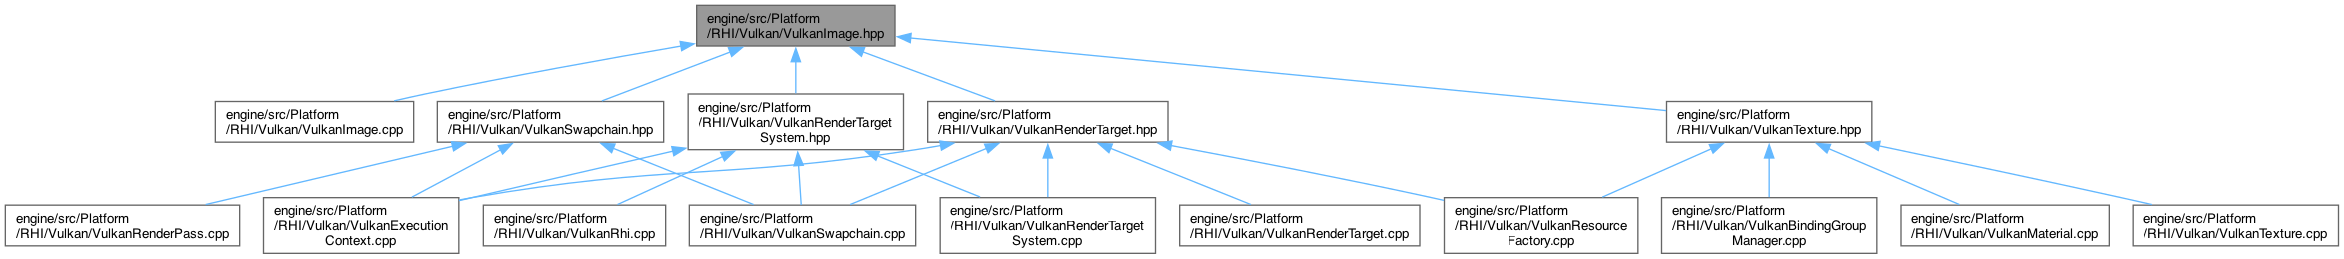 engine/src/Platform
/RHI/Vulkan/VulkanImage.hpp
engine/src/Platform
/RHI/Vulkan/VulkanImage.cpp
engine/src/Platform
/RHI/Vulkan/VulkanSwapchain.hpp
engine/src/Platform
/RHI/Vulkan/VulkanRenderTarget
System.hpp
engine/src/Platform
/RHI/Vulkan/VulkanRenderTarget.hpp
engine/src/Platform
/RHI/Vulkan/VulkanTexture.hpp
engine/src/Platform
/RHI/Vulkan/VulkanRenderPass.cpp
engine/src/Platform
/RHI/Vulkan/VulkanExecution
Context.cpp
engine/src/Platform
/RHI/Vulkan/VulkanRhi.cpp
engine/src/Platform
/RHI/Vulkan/VulkanSwapchain.cpp
engine/src/Platform
/RHI/Vulkan/VulkanRenderTarget
System.cpp
engine/src/Platform
/RHI/Vulkan/VulkanRenderTarget.cpp
engine/src/Platform
/RHI/Vulkan/VulkanResource
Factory.cpp
engine/src/Platform
/RHI/Vulkan/VulkanBindingGroup
Manager.cpp
engine/src/Platform
/RHI/Vulkan/VulkanMaterial.cpp
engine/src/Platform
/RHI/Vulkan/VulkanTexture.cpp